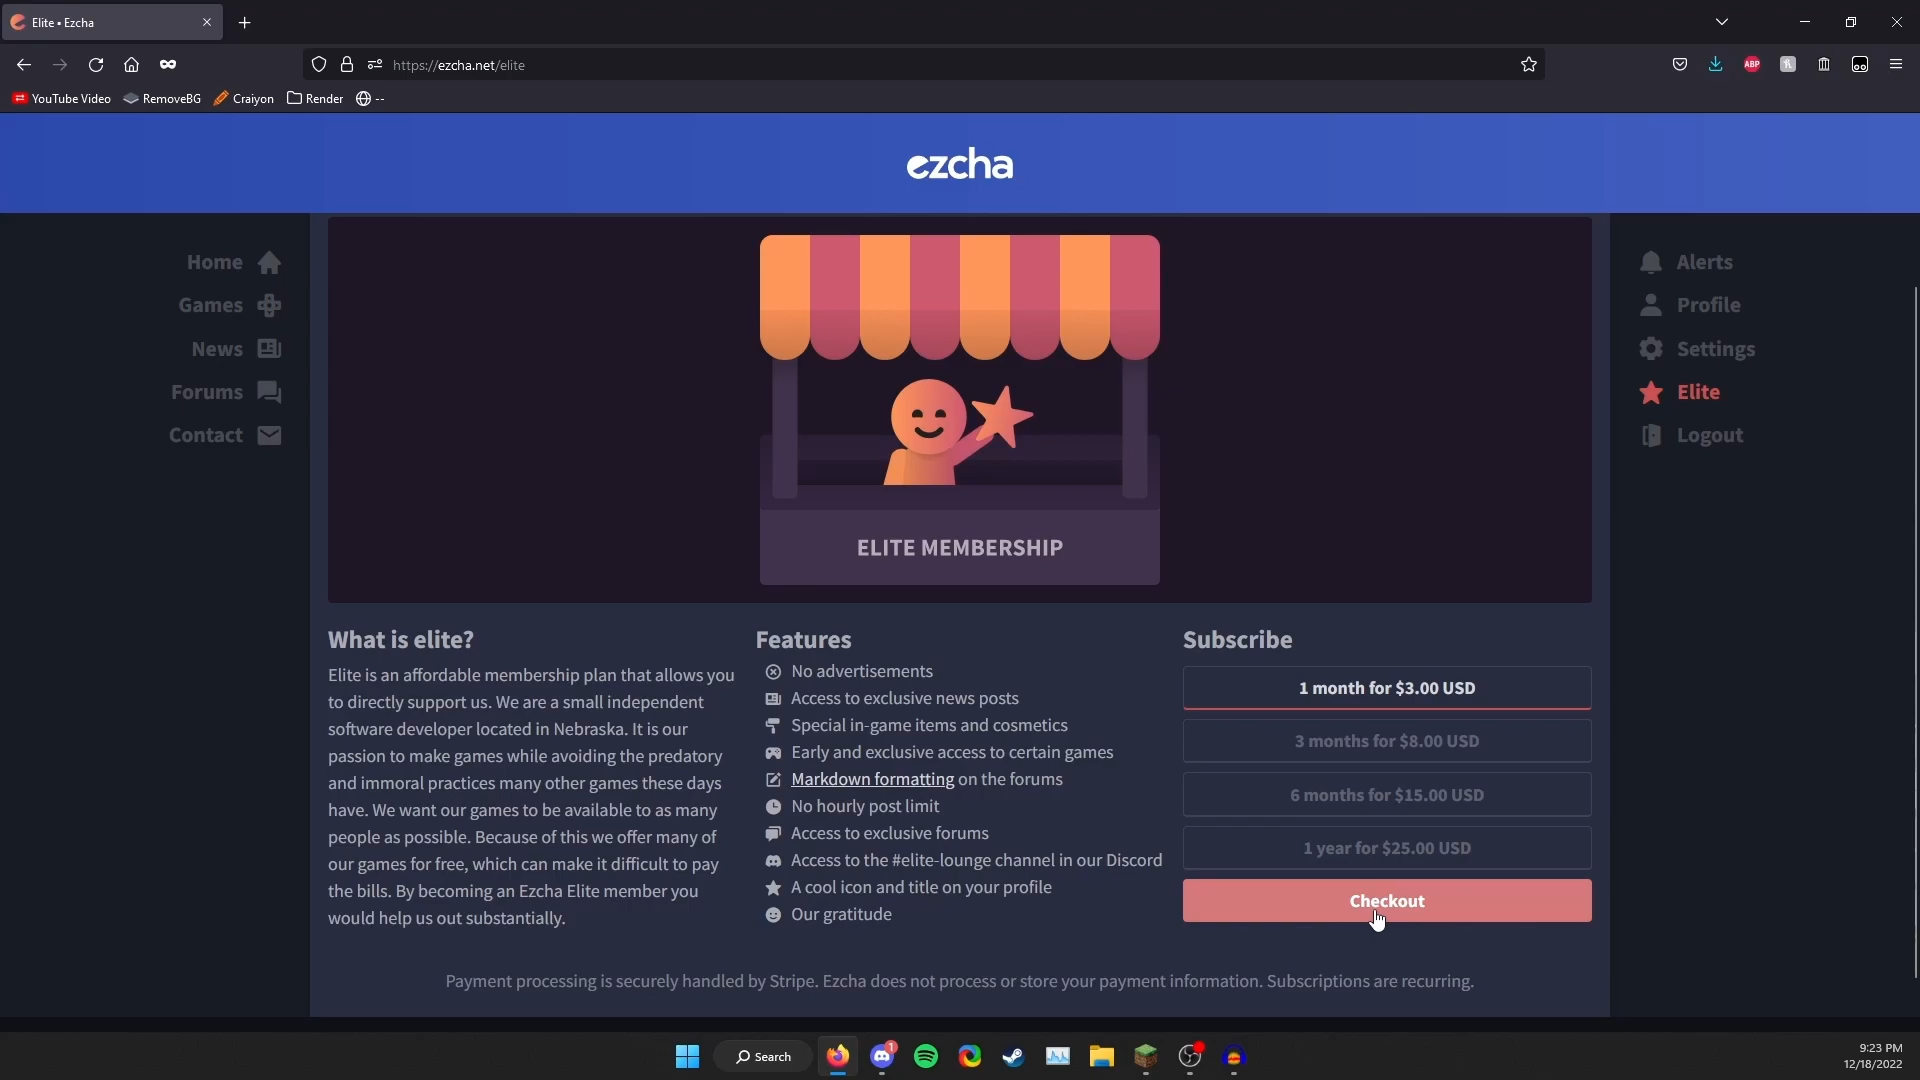 Elite • Ezcha
https://ezcha.net/elite
ABP
YouTube Video
RemoveBG
Craiyon
Render
--
ezcha
Home
Games
News
Forums
Contact
Alerts
Profile
Settings
Elite
Logout
ELITE MEMBERSHIP
What is elite?
Elite is an affordable membership plan that allows you
to directly support us. We are a small independent
software developer located in Nebraska. It is our
passion to make games while avoiding the predatory
and immoral practices many other games these days
have. We want our games to be available to as many
people as possible. Because of this we offer many of
our games for free, which can make it difficult to pay
the bills. By becoming an Ezcha Elite member you
would help us out substantially.
Features
No advertisements
Access to exclusive news posts
Special in-game items and cosmetics
Early and exclusive access to certain games
Markdown formatting on the forums
No hourly post limit
Access to exclusive forums
Access to the #elite-lounge channel in our Discord
A cool icon and title on your profile
Our gratitude
Subscribe
1 month for $3.00 USD
3 months for $8.00 USD
6 months for $15.00 USD
1 year for $25.00 USD
Checkout
Payment processing is securely handled by Stripe. Ezcha does not process or store your payment information. Subscriptions are recurring.
Search
1
9:23 PM
12/18/2022